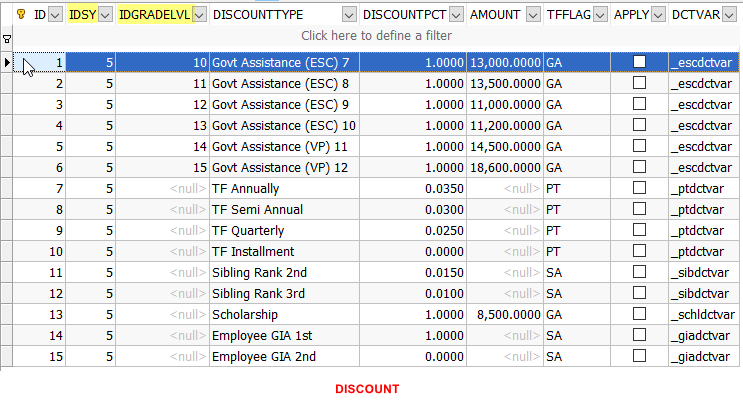 ID IDSY IDGRADELVL DISCOUNTTYPE DISCOUNTPCT AMOUNT TFFLAG APPLY DCTVAR
Click here to define a filter
1 5 10 Govt Assistance (ESC) 7 1.0000 13,000.0000 GA _escdctvar
2 5 11 Govt Assistance (ESC) 8 1.0000 13,500.0000 GA _escdctvar
3 5 12 Govt Assistance (ESC) 9 1.0000 11,000.0000 GA _escdctvar
4 5 13 Govt Assistance (ESC) 10 1.0000 11,200.0000 GA _escdctvar
5 5 14 Govt Assistance (VP) 11 1.0000 14,500.0000 GA _escdctvar
6 5 15 Govt Assistance (VP) 12 1.0000 18,600.0000 GA _escdctvar
7 5 <null> TF Annually 0.0350 <null> PT _ptdctvar
8 5 <null> TF Semi Annual 0.0300 <null> PT _ptdctvar
9 5 <null> TF Quarterly 0.0250 <null> PT _ptdctvar
10 5 <null> TF Installment 0.0000 <null> PT _ptdctvar
11 5 <null> Sibling Rank 2nd 0.0150 <null> SA _sibdctvar
12 5 <null> Sibling Rank 3rd 0.0100 <null> SA _sibdctvar
13 5 <null> Scholarship 1.0000 8,500.0000 GA _schldctvar
14 5 <null> Employee GIA 1st 1.0000 <null> SA _giadctvar
15 5 <null> Employee GIA 2nd 0.0000 <null> SA _giadctvar
DISCOUNT